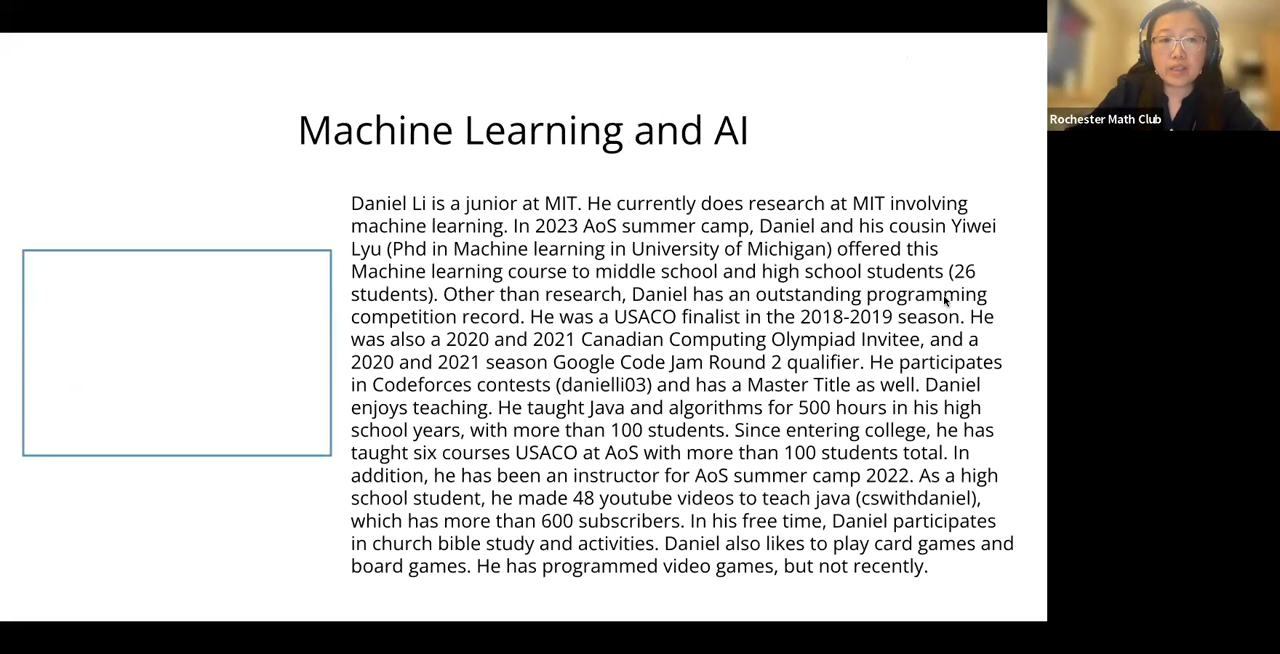 Machine Learning and AI
Rochester Math Club
Daniel Li is a junior at MIT. He currently does research at MIT involving
machine learning. In 2023 AoS summer camp, Daniel and his cousin Yiwei
Lyu (Phd in Machine learning in University of Michigan) offered this
Machine learning course to middle school and high school students (26
students). Other than research, Daniel has an outstanding programming
competition record. He was a USACO finalist in the 2018-2019 season. He
was also a 2020 and 2021 Canadian Computing Olympiad Invitee, and a
2020 and 2021 season Google Code Jam Round 2 qualifier. He participates
in Codeforces contests (danielli03) and has a Master Title as well. Daniel
enjoys teaching. He taught Java and algorithms for 500 hours in his high
school years, with more than 100 students. Since entering college, he has
taught six courses USACO at AoS with more than 100 students total. In
addition, he has been an instructor for AoS summer camp 2022. As a high
school student, he made 48 youtube videos to teach java (cswithdaniel),
which has more than 600 subscribers. In his free time, Daniel participates
in church bible study and activities. Daniel also likes to play card games and
board games. He has programmed video games, but not recently.